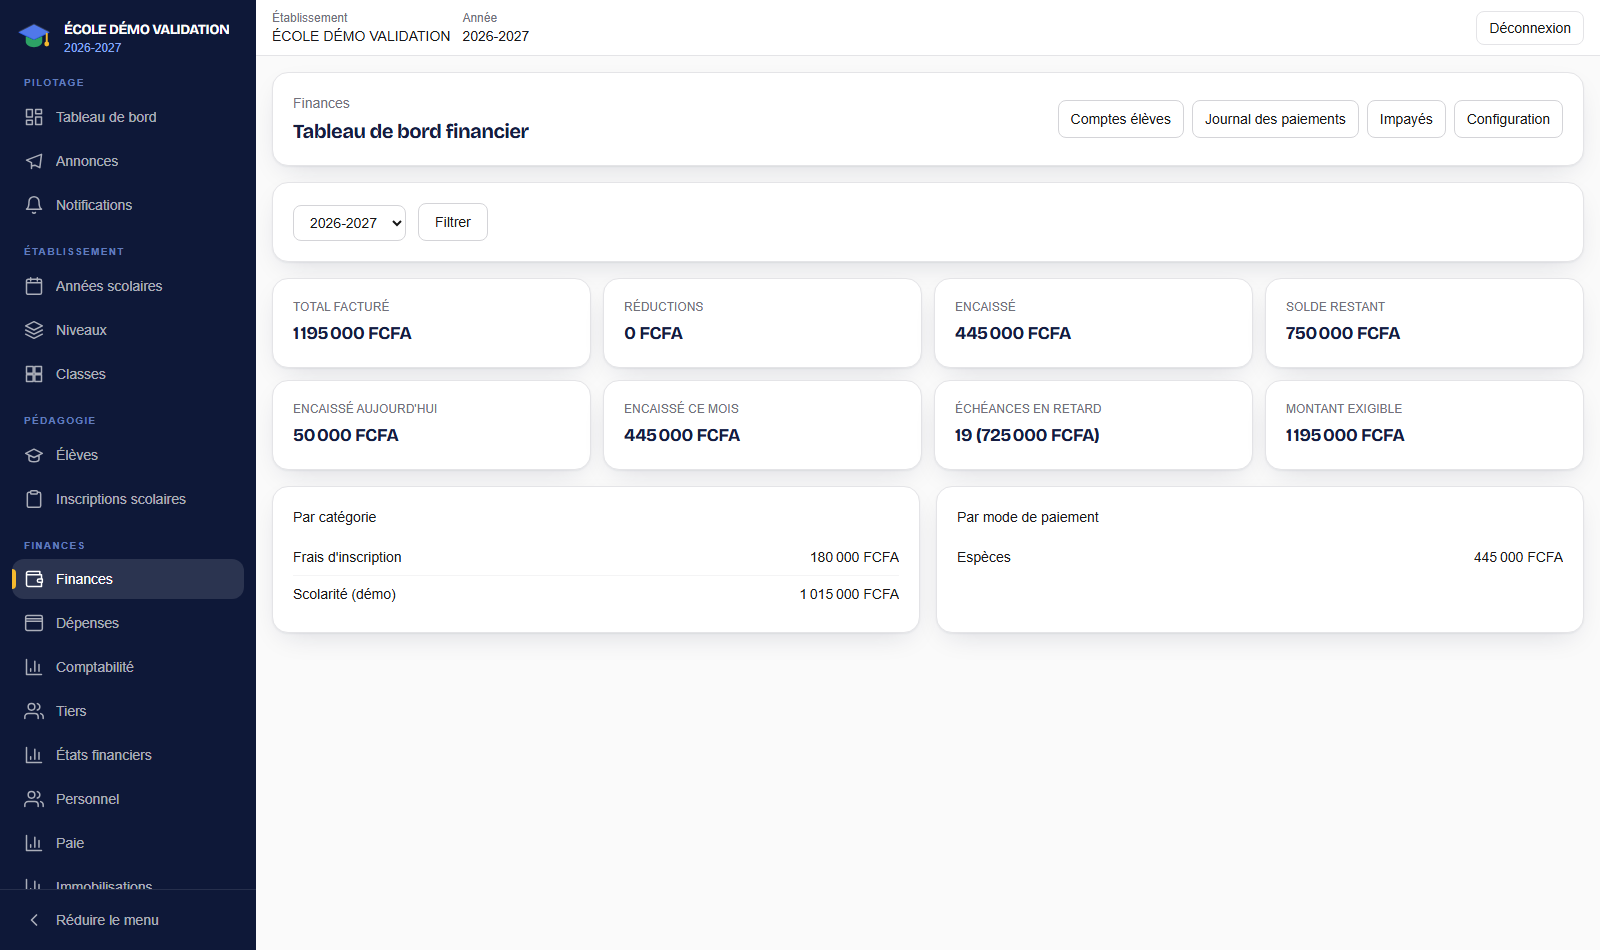 ÉCOLE DÉMO VALIDATION
2026-2027
PILOTAGE
Tableau de bord
Annonces
Notifications
ÉTABLISSEMENT
Années scolaires
Niveaux
Classes
PÉDAGOGIE
Élèves
Inscriptions scolaires
FINANCES
Finances
Dépenses
Comptabilité
Tiers
États financiers
Personnel
Paie
Immobilisations
Réduire le menu
Établissement
ÉCOLE DÉMO VALIDATION
Année
2026-2027
Déconnexion
Finances
Tableau de bord financier
Comptes élèves
Journal des paiements
Impayés
Configuration
2026-2027
Filtrer
TOTAL FACTURÉ
1 195 000 FCFA
RÉDUCTIONS
0 FCFA
ENCAISSÉ
445 000 FCFA
SOLDE RESTANT
750 000 FCFA
ENCAISSÉ AUJOURD'HUI
50 000 FCFA
ENCAISSÉ CE MOIS
445 000 FCFA
ÉCHÉANCES EN RETARD
19 (725 000 FCFA)
MONTANT EXIGIBLE
1 195 000 FCFA
Par catégorie
Frais d'inscription 180 000 FCFA
Scolarité (démo) 1 015 000 FCFA
Par mode de paiement
Espèces 445 000 FCFA